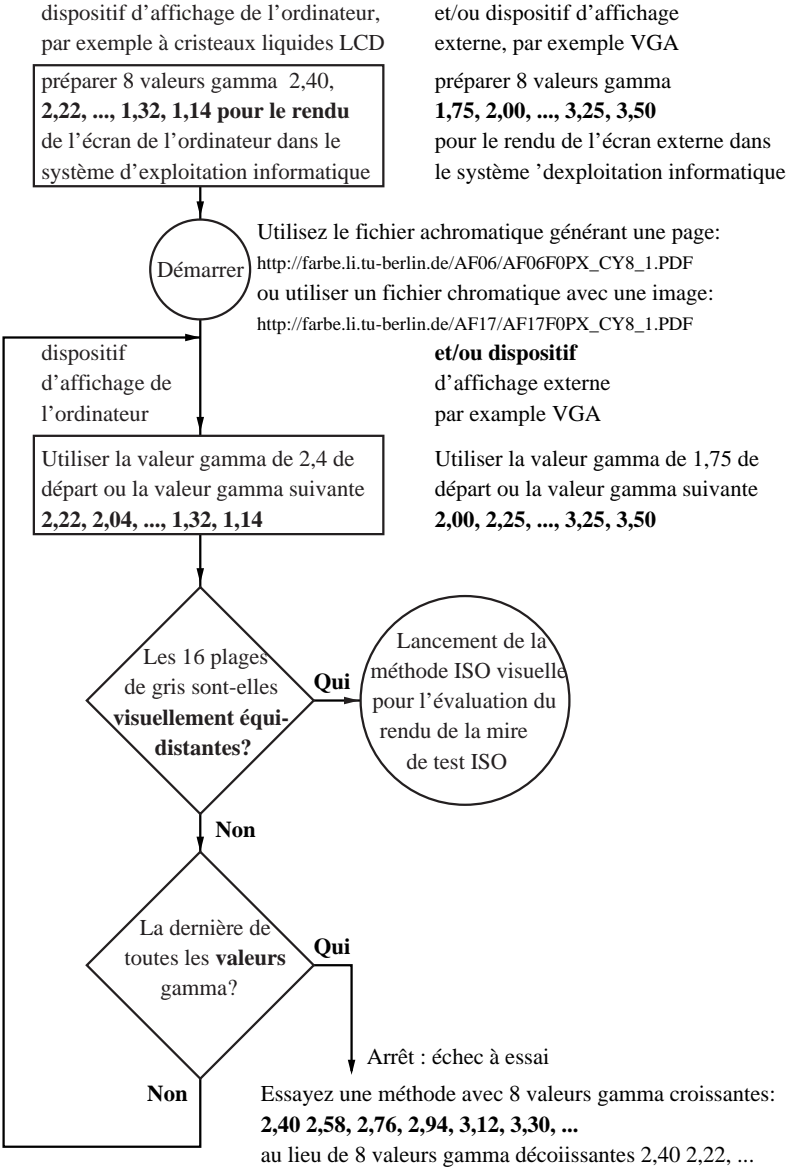 dispositif d'affichage de l'ordinateur,
par exemple à cristeaux liquides LCD
et/ou dispositif d'affichage
externe, par exemple VGA
préparer 8 valeurs gamma 2,40,
2,22, ..., 1,32, 1,14 pour le rendu
de l'écran de l'ordinateur dans le
système d'exploitation informatique
préparer 8 valeurs gamma
1,75, 2,00, ..., 3,25, 3,50
pour le rendu de l'écran externe dans
le système 'dexploitation informatique
Démarrer
Utilisez le fichier achromatique générant une page:
http://farbe.li.tu-berlin.de/AF06/AF06F0PX_CY8_1.PDF
ou utiliser un fichier chromatique avec une image:
http://farbe.li.tu-berlin.de/AF17/AF17F0PX_CY8_1.PDF
dispositif
d'affichage de
l'ordinateur
et/ou dispositif
d'affichage externe
par example VGA
Utiliser la valeur gamma de 2,4 de
départ ou la valeur gamma suivante
2,22, 2,04, ..., 1,32, 1,14
Utiliser la valeur gamma de 1,75 de
départ ou la valeur gamma suivante
2,00, 2,25, ..., 3,25, 3,50
Les 16 plages
de gris sont-elles
visuellement équi-
distantes?
Qui
Lancement de la
méthode ISO visuelle
pour l'évaluation du
rendu de la mire
de test ISO
Non
La dernière de
toutes les valeurs
gamma?
Qui
Arrêt : échec à essai
Non
Essayez une méthode avec 8 valeurs gamma croissantes:
2,40 2,58, 2,76, 2,94, 3,12, 3,30, ...
au lieu de 8 valeurs gamma décoiissantes 2,40 2,22, ...